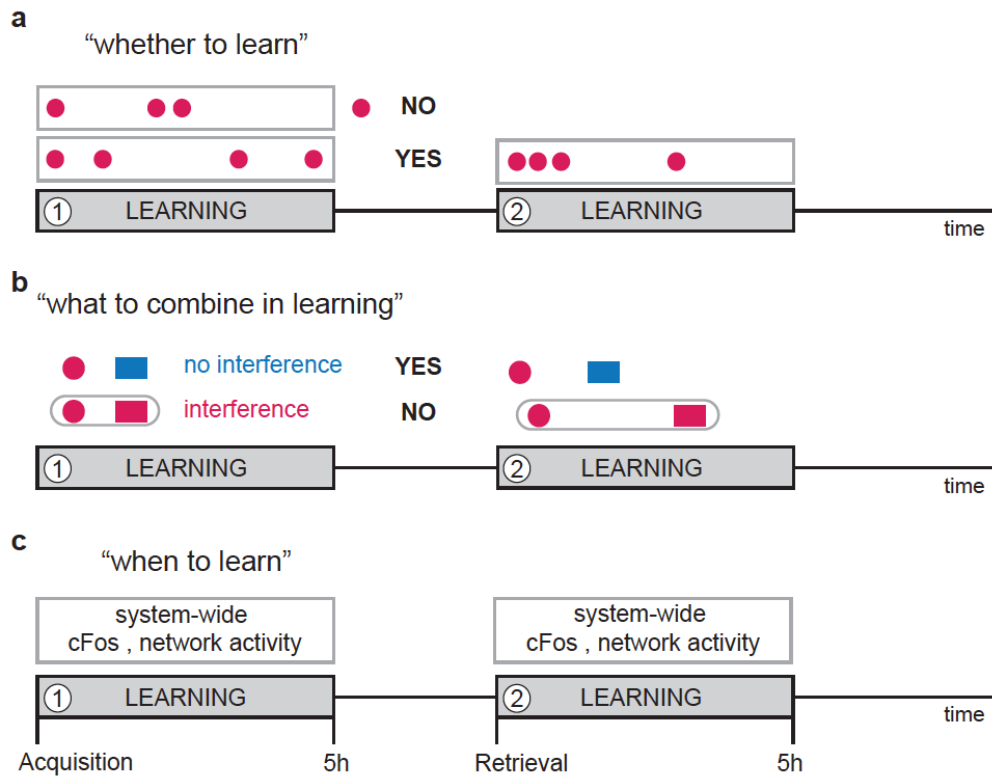 a
“whether to learn”
NO
YES
1 LEARNING
2 LEARNING
time
b
“what to combine in learning”
no interference
YES
interference
NO
1 LEARNING
2 LEARNING
time
c
“when to learn”
system-wide
cFos , network activity
system-wide
cFos , network activity
1 LEARNING
2 LEARNING
time
Acquisition
5h
Retrieval
5h